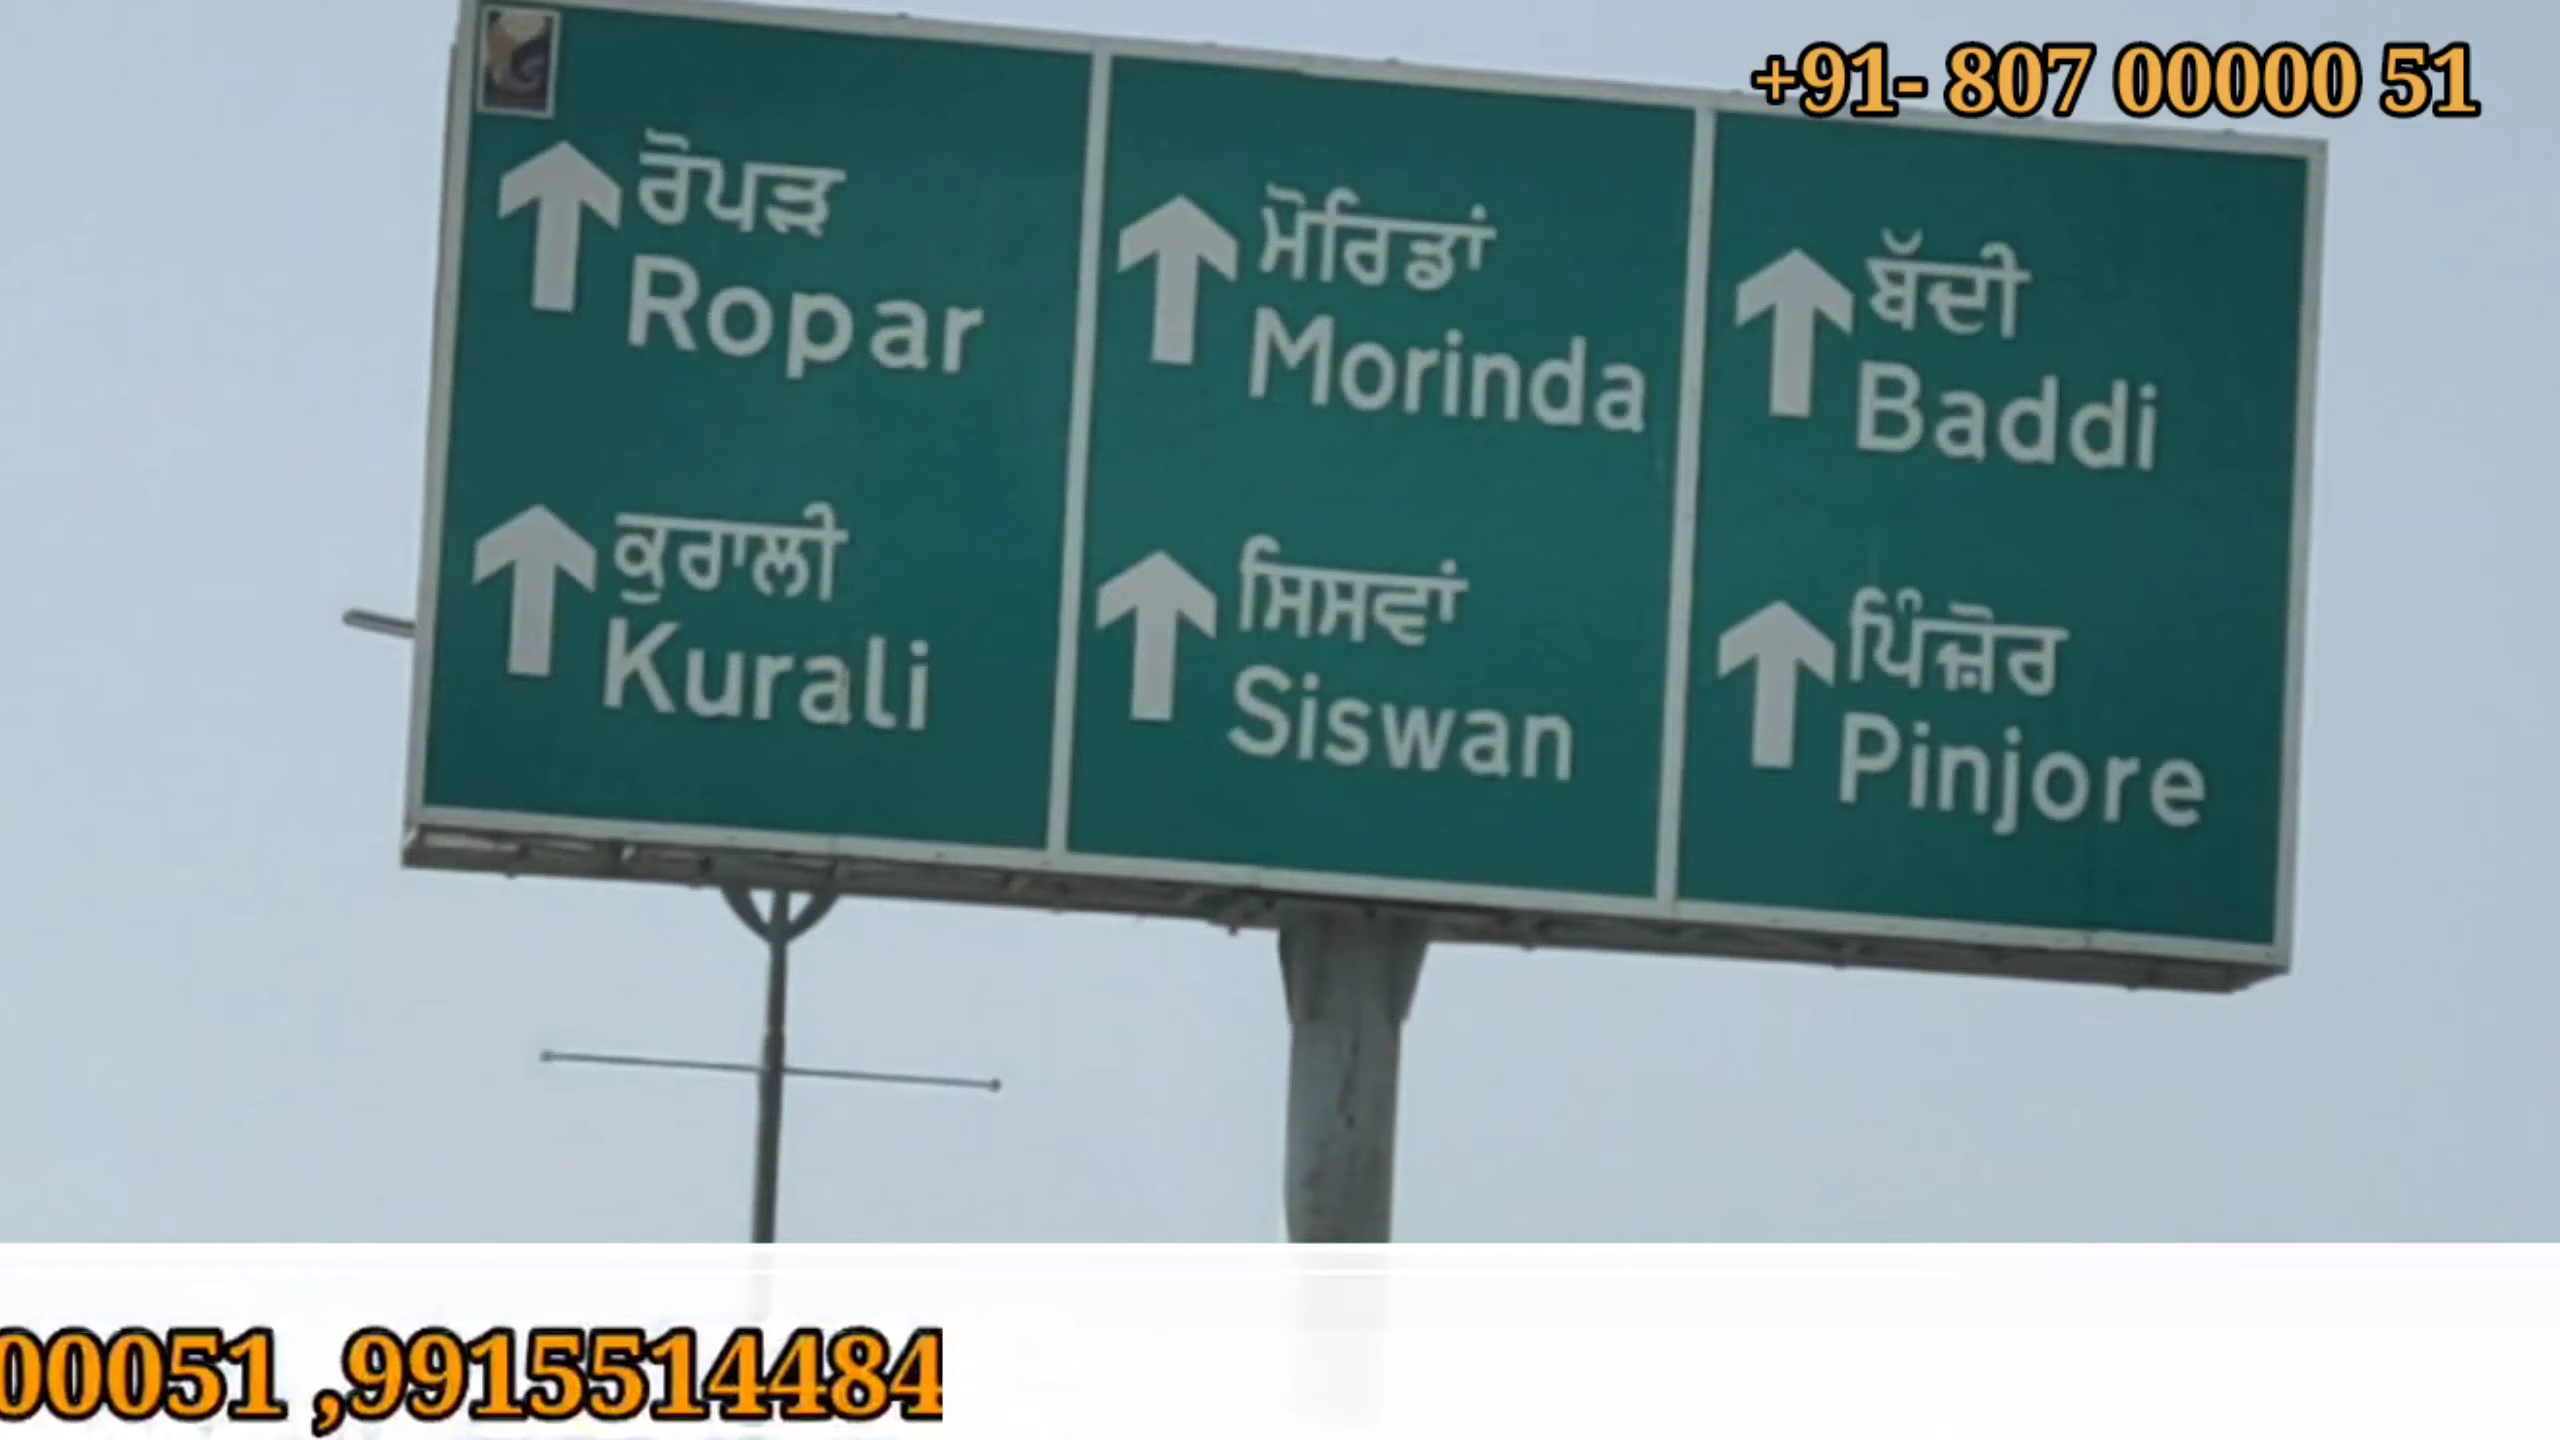 +91- 807 00000 51
ਰੋਪੜ
Ropar
ਕੁਰਾਲੀ
Kurali
ਮੋਰਿਡਾਂ
Morinda
ਸਿਸਵਾਂ
Siswan
ਬੱਦੀ
Baddi
ਪਿੰਜ਼ੋਰ
Pinjore
00051 ,9915514484